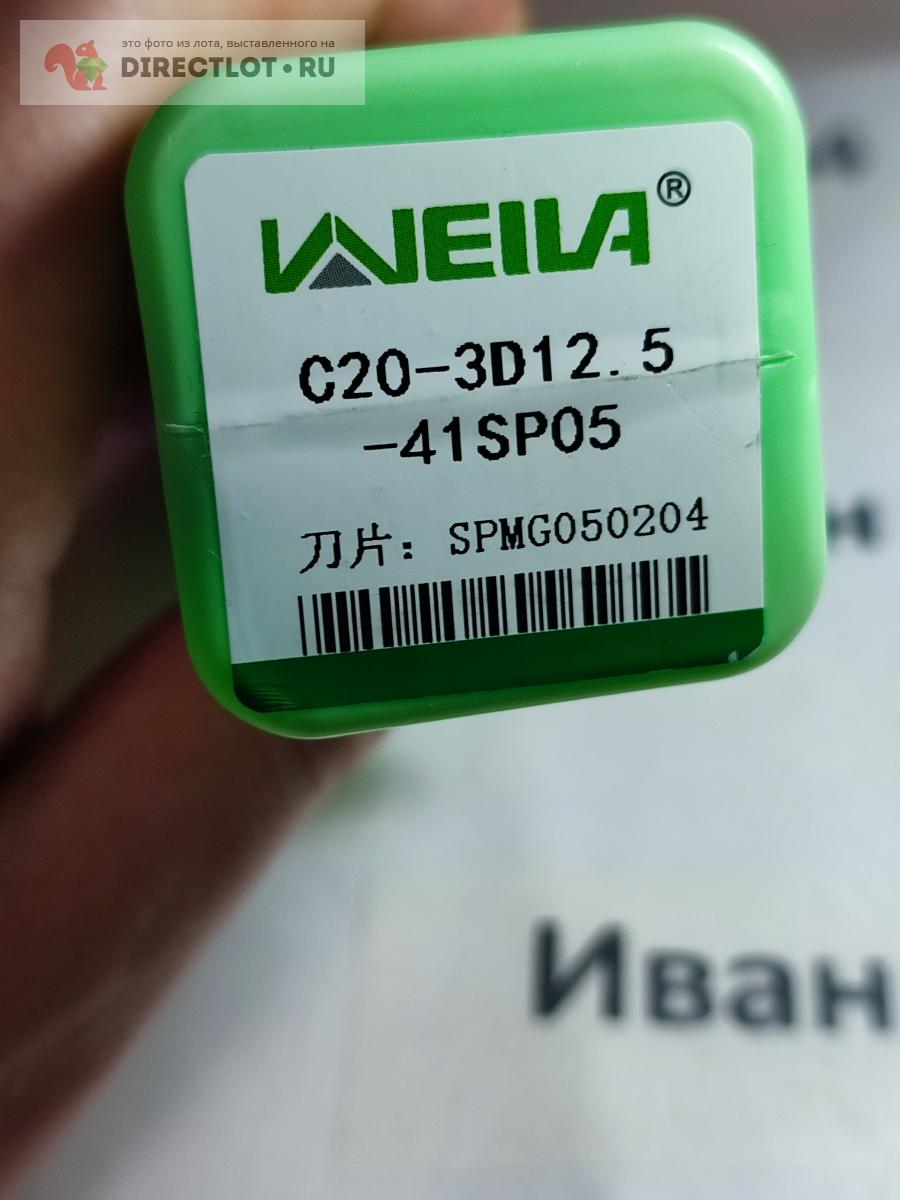 это фото из лота, выставленного на
DIRECTLOT•RU
WEILA®
C20-3D12.5
-41SP05
刀片: SPMG050204
Иван